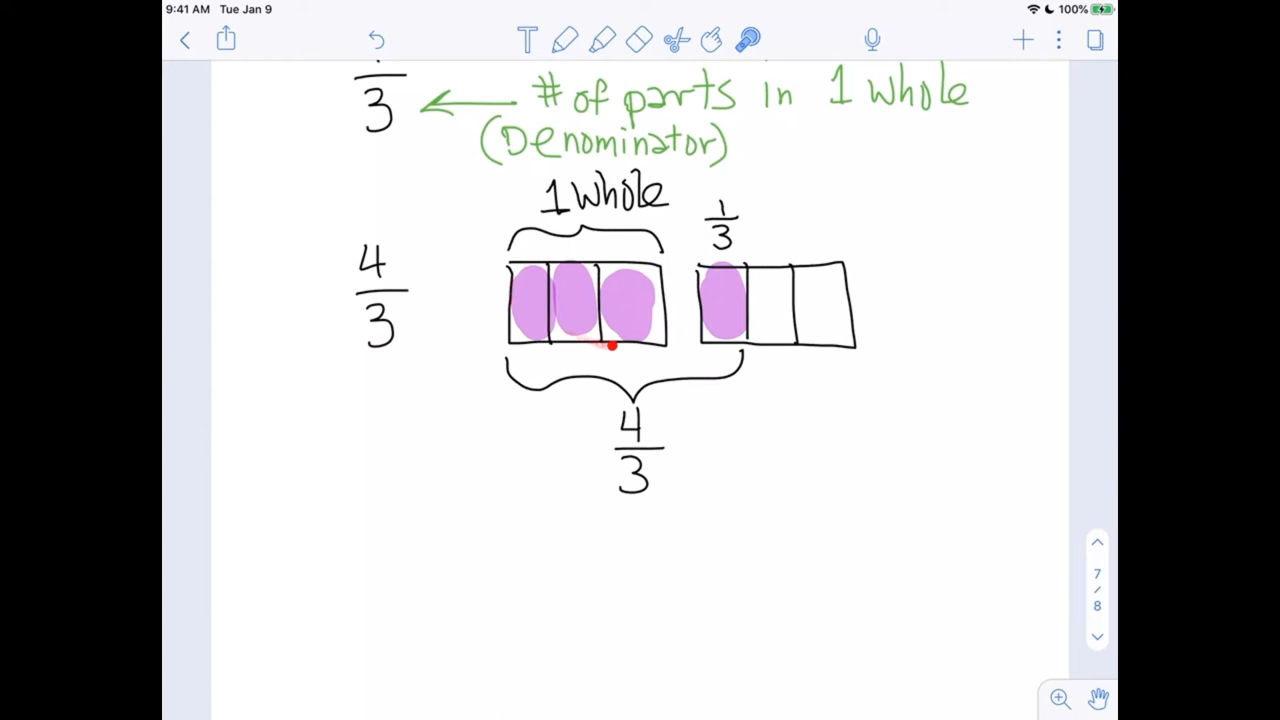 9:41 AM Tue Jan 9 100%
3 # of parts in 1 whole
(Denominator)
1 whole
1
3
4
3
4
3
7
/
8